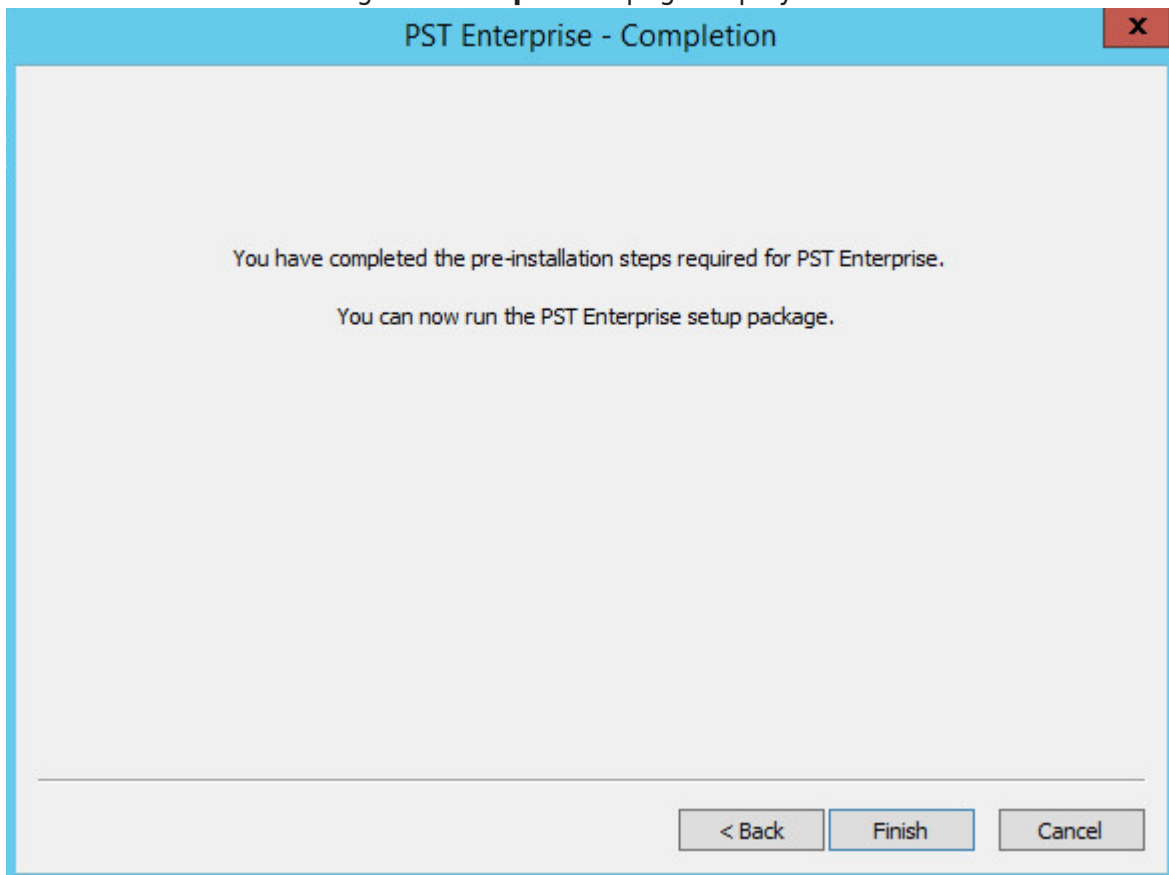 PST Enterprise - Completion
x
You have completed the pre-installation steps required for PST Enterprise.
You can now run the PST Enterprise setup package.
< Back Finish Cancel